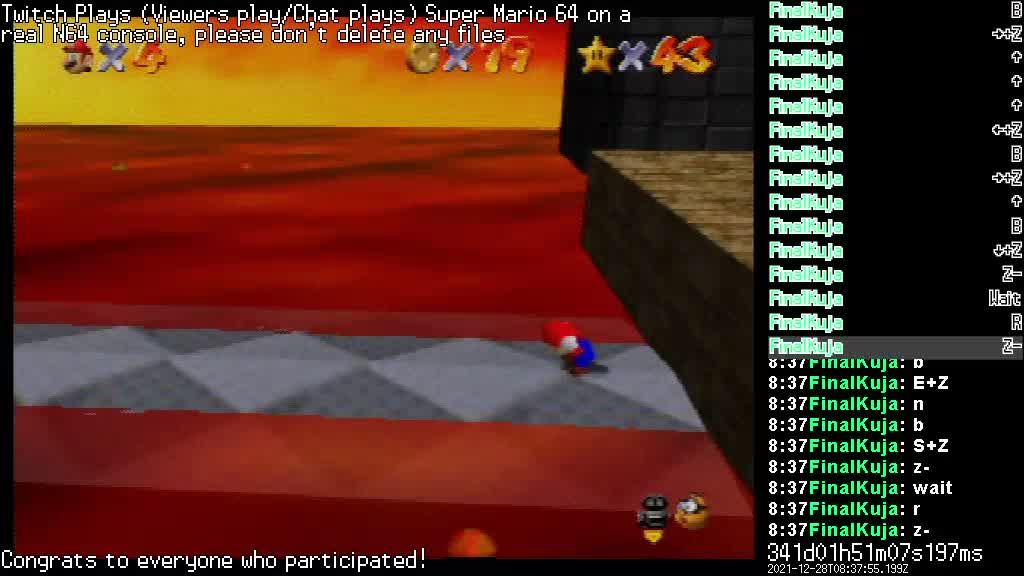 Twitch Plays (Viewers play/Chat plays) Super Mario 64 on a
real N64 console, please don't delete any files
x 4
x 79
x 43
FinalKuja B
FinalKuja →+Z
FinalKuja ↑
FinalKuja ↑
FinalKuja ↑
FinalKuja ←+Z
FinalKuja B
FinalKuja →+Z
FinalKuja ↑
FinalKuja B
FinalKuja ↓+Z
FinalKuja Z-
FinalKuja Wait
FinalKuja R
FinalKuja Z-
8:37FinalKuja: b
8:37FinalKuja: E+Z
8:37FinalKuja: n
8:37FinalKuja: b
8:37FinalKuja: S+Z
8:37FinalKuja: z-
8:37FinalKuja: wait
8:37FinalKuja: r
8:37FinalKuja: z-
Congrats to everyone who participated!
341d01h51m07s197ms
2021-12-28T08:37:55.199Z